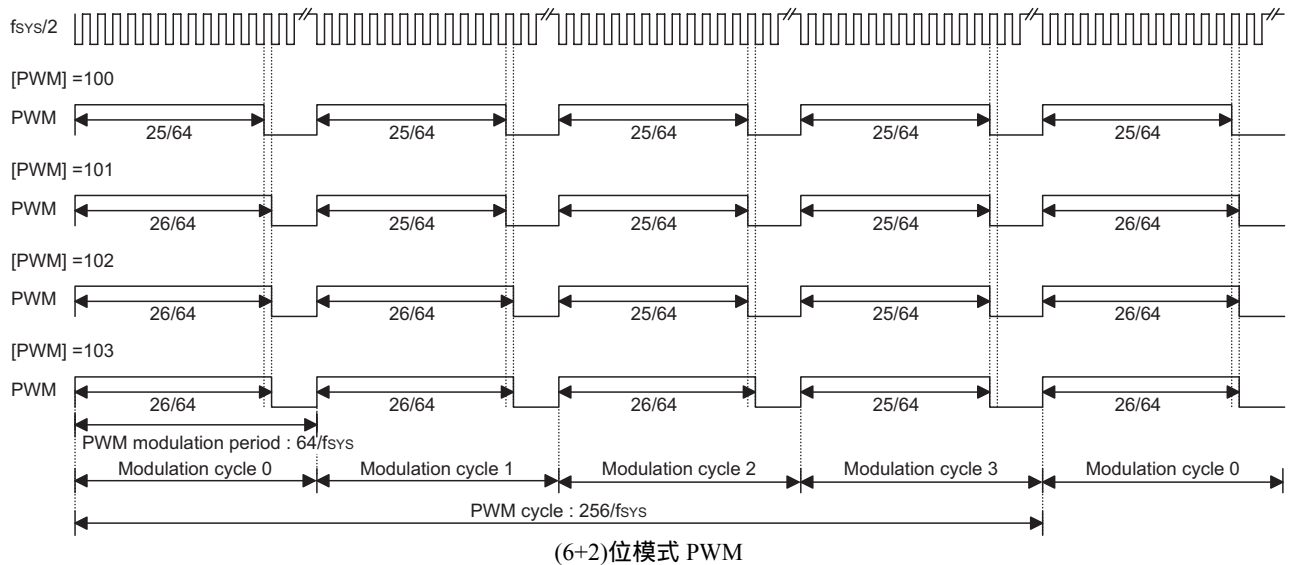 fSYS/2
[PWM] =100
PWM
25/64 25/64 25/64 25/64 25/64
[PWM] =101
PWM
26/64 25/64 25/64 25/64 26/64
[PWM] =102
PWM
26/64 26/64 25/64 25/64 26/64
[PWM] =103
PWM
26/64 26/64 26/64 25/64 26/64
PWM modulation period : 64/fSYS
Modulation cycle 0 Modulation cycle 1 Modulation cycle 2 Modulation cycle 3 Modulation cycle 0
PWM cycle : 256/fSYS
(6+2)位模式 PWM